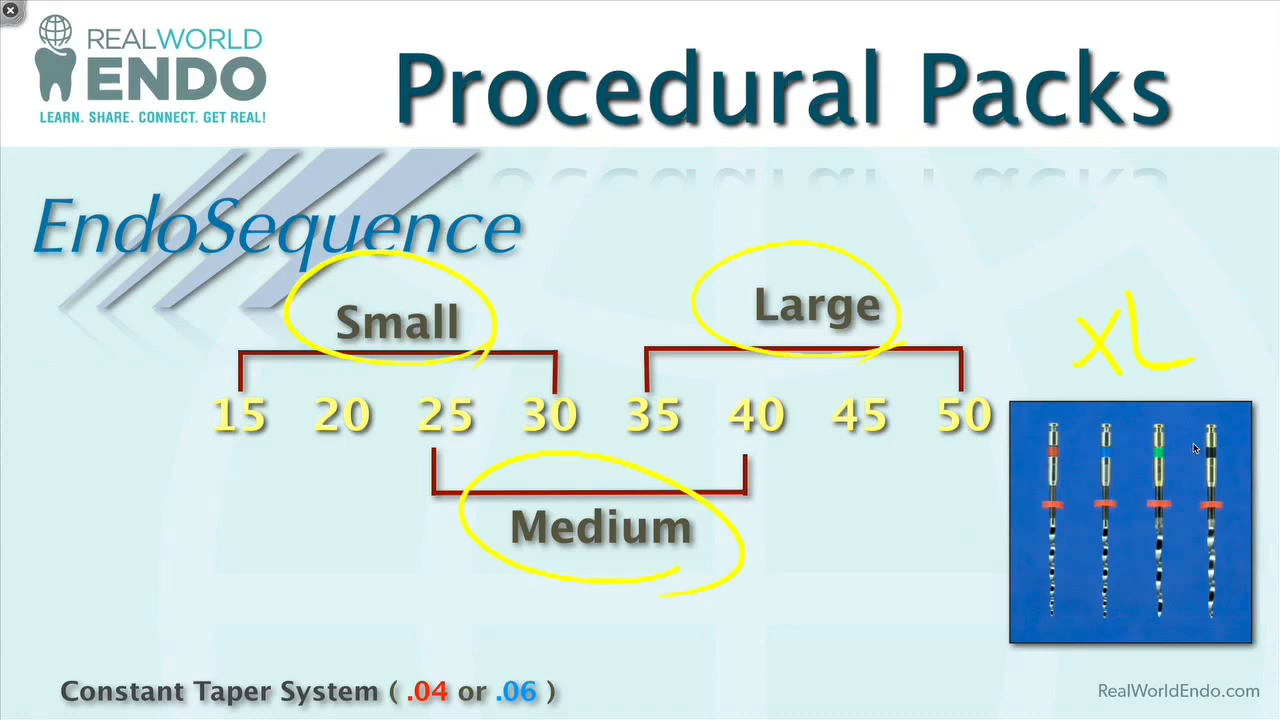 REALWORLD
ENDO
LEARN. SHARE. CONNECT. GET REAL!
Procedural Packs
EndoSequence
Small
Large
XL
15 20 25 30 35 40 45 50
Medium
Constant Taper System ( .04 or .06 )
RealWorldEndo.com